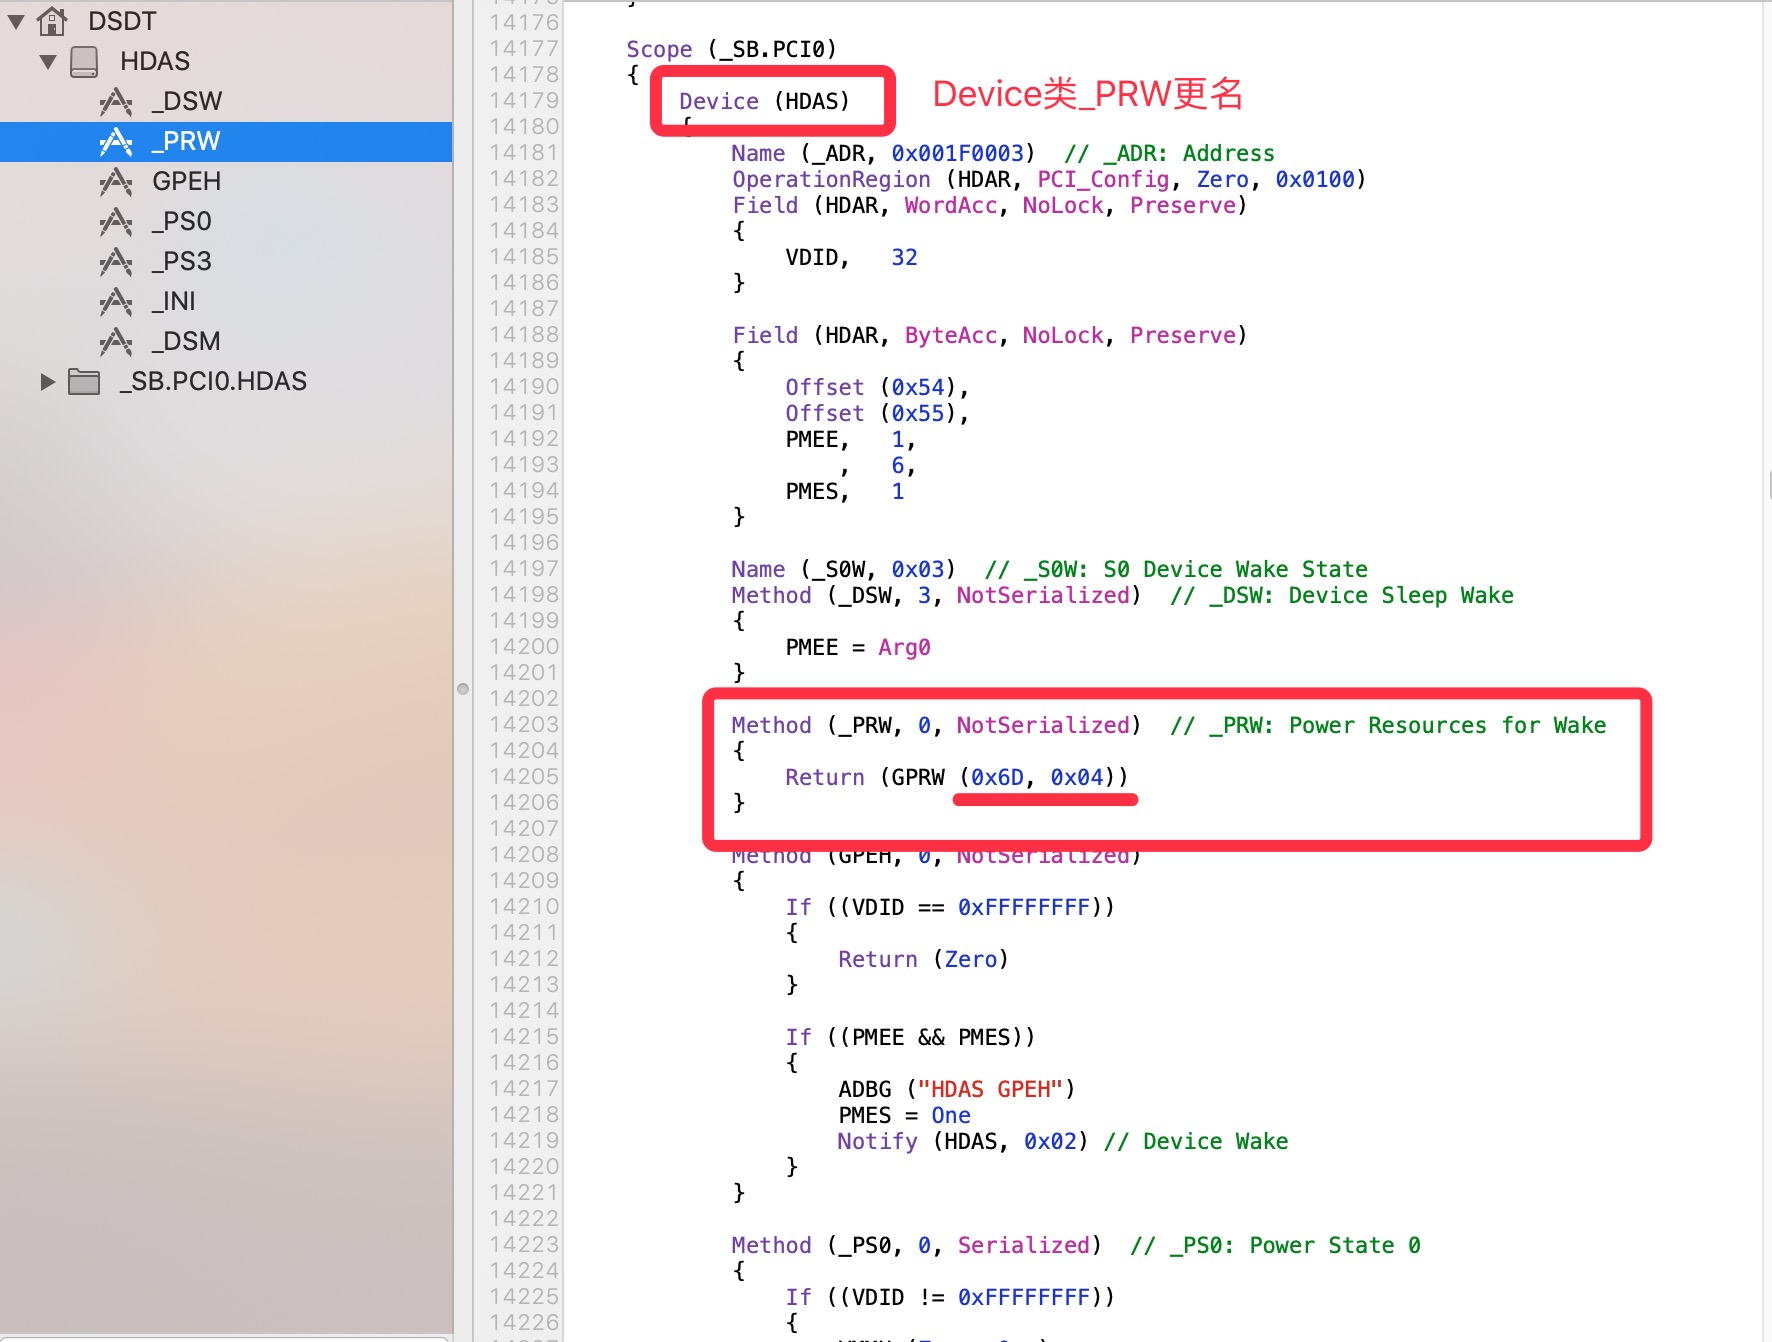 DSDT
HDAS
_DSW
_PRW
GPEH
_PS0
_PS3
_INI
_DSM
_SB.PCI0.HDAS
14176
14177 Scope (_SB.PCI0)
14178 {
14179 Device (HDAS)
Device类_PRW更名
14180 {
14181 Name (_ADR, 0x001F0003)  // _ADR: Address
14182 OperationRegion (HDAR, PCI_Config, Zero, 0x0100)
14183 Field (HDAR, WordAcc, NoLock, Preserve)
14184 {
14185 VDID,   32
14186 }
14187
14188 Field (HDAR, ByteAcc, NoLock, Preserve)
14189 {
14190 Offset (0x54),
14191 Offset (0x55),
14192 PMEE,   1,
14193 ,   6,
14194 PMES,   1
14195 }
14196
14197 Name (_S0W, 0x03)  // _S0W: S0 Device Wake State
14198 Method (_DSW, 3, NotSerialized)  // _DSW: Device Sleep Wake
14199 {
14200 PMEE = Arg0
14201 }
14202
14203 Method (_PRW, 0, NotSerialized)  // _PRW: Power Resources for Wake
14204 {
14205 Return (GPRW (0x6D, 0x04))
14206 }
14207
14208 Method (GPEH, 0, NotSerialized)
14209 {
14210 If ((VDID == 0xFFFFFFFF))
14211 {
14212 Return (Zero)
14213 }
14214
14215 If ((PMEE && PMES))
14216 {
14217 ADBG ("HDAS GPEH")
14218 PMES = One
14219 Notify (HDAS, 0x02) // Device Wake
14220 }
14221 }
14222
14223 Method (_PS0, 0, Serialized)  // _PS0: Power State 0
14224 {
14225 If ((VDID != 0xFFFFFFFF))
14226 {